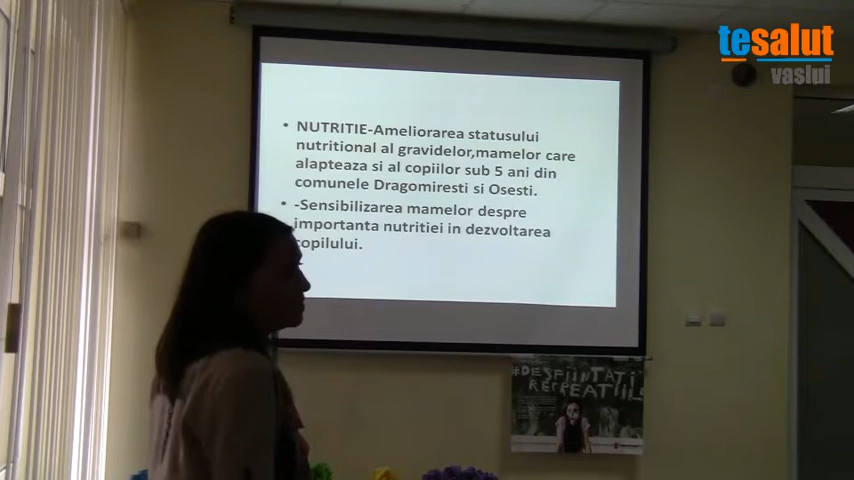 tesalut
vaslui
• NUTRITIE-Ameliorarea statusului
nutritional al gravidelor,mamelor care
alapteaza si al copiilor sub 5 ani din
comunele Dragomiresti si Osesti.
• -Sensibilizarea mamelor despre
importanta nutritiei in dezvoltarea
copilului.
#DESFIINTATI
RECREATIILE